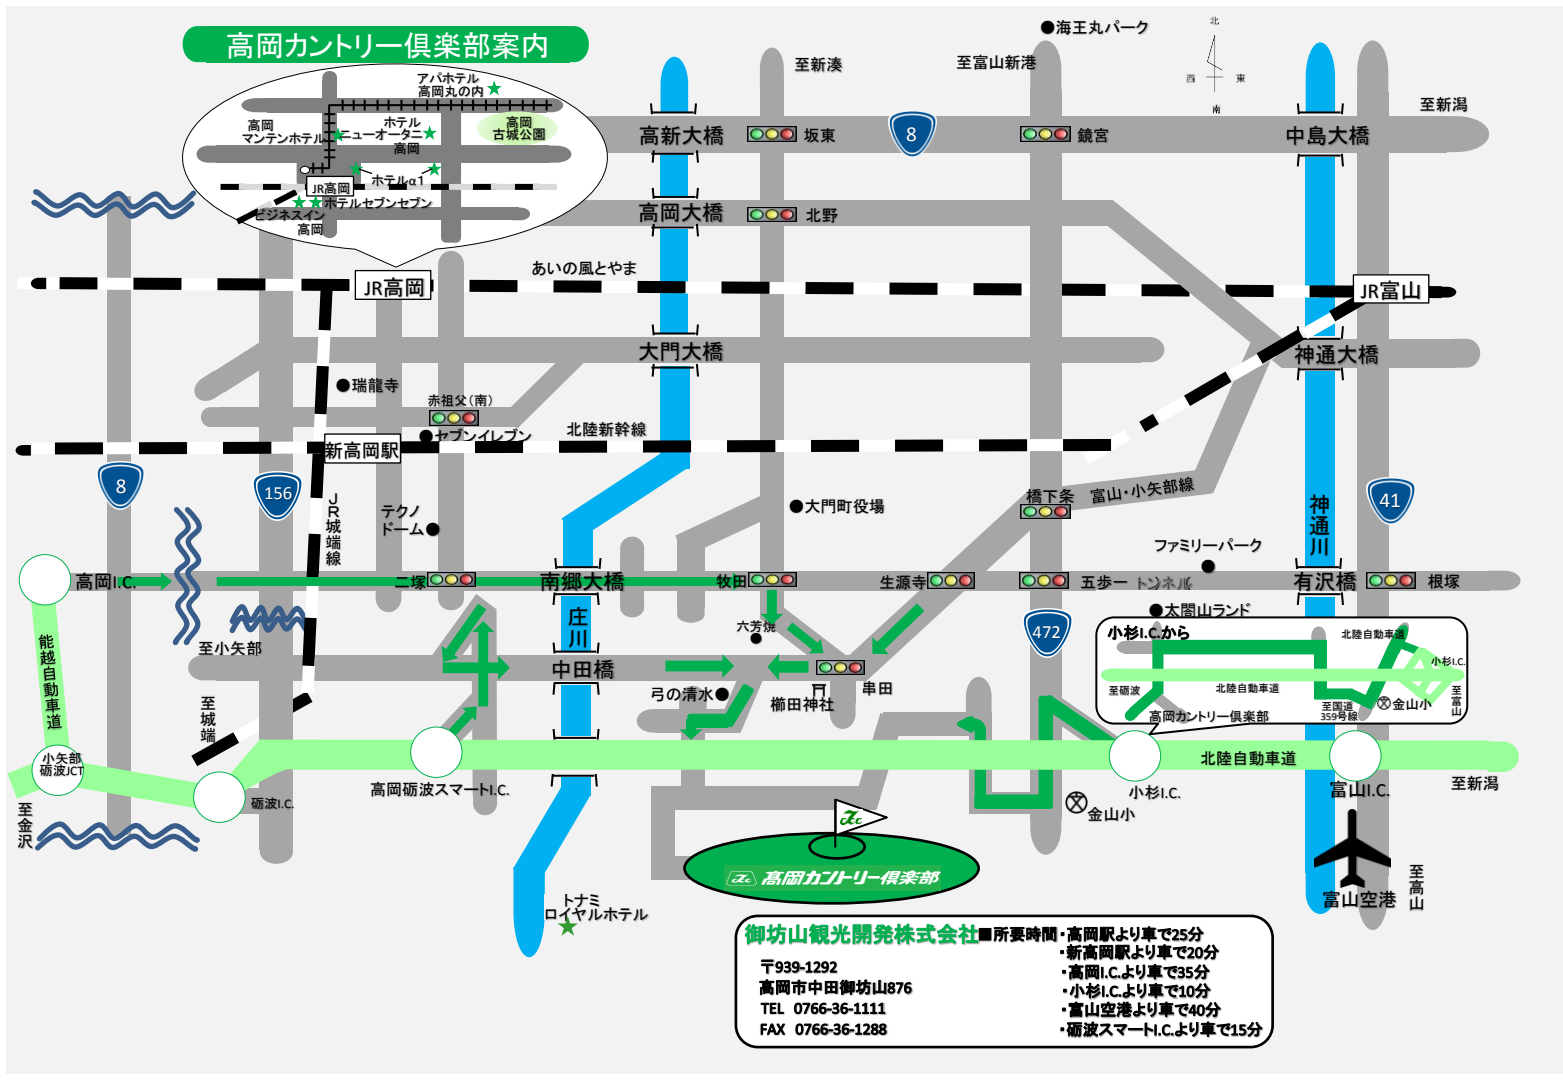 高岡カントリー倶楽部案内
●海王丸パーク
北
西
東
南
至新湊
至富山新港
至新潟
アパホテル
高岡丸の内
高岡
マンテンホテル
ホテル
ニューオータニ
高岡
高岡
古城公園
ホテルα1
JR高岡
ホテルセブンセブン
ビジネスイン
高岡
高新大橋
坂東
8
鏡宮
中島大橋
高岡大橋
北野
あいの風とやま
JR高岡
JR富山
大門大橋
神通大橋
●瑞龍寺
赤祖父(南)
●セブンイレブン
北陸新幹線
新高岡駅
8
156
JR城端線
テクノ
ドーム●
●大門町役場
橋下条
富山・小矢部線
神通川
41
ファミリーパーク
高岡I.C.
二塚
南郷大橋
牧田
生源寺
五歩一
トンネル
有沢橋
根塚
庄川
六芳焼
472
●太閤山ランド
能越自動車道
至小矢部
中田橋
串田
櫛田神社
弓の清水●
至城端
小杉I.C.から
北陸自動車道
小杉I.C.
至砺波
北陸自動車道
至富山
高岡カントリー倶楽部
至国道
359号線
金山小
小矢部
砺波JCT
北陸自動車道
至金沢
砺波I.C.
高岡砺波スマートI.C.
小杉I.C.
富山I.C.
至新潟
金山小
髙岡カントリー倶楽部
富山空港
至高山
トナミ
ロイヤルホテル
御坊山観光開発株式会社
〒939-1292
高岡市中田御坊山876
TEL 0766-36-1111
FAX 0766-36-1288
■所要時間・高岡駅より車で25分
・新高岡駅より車で20分
・高岡I.C.より車で35分
・小杉I.C.より車で10分
・富山空港より車で40分
・砺波スマートI.C.より車で15分